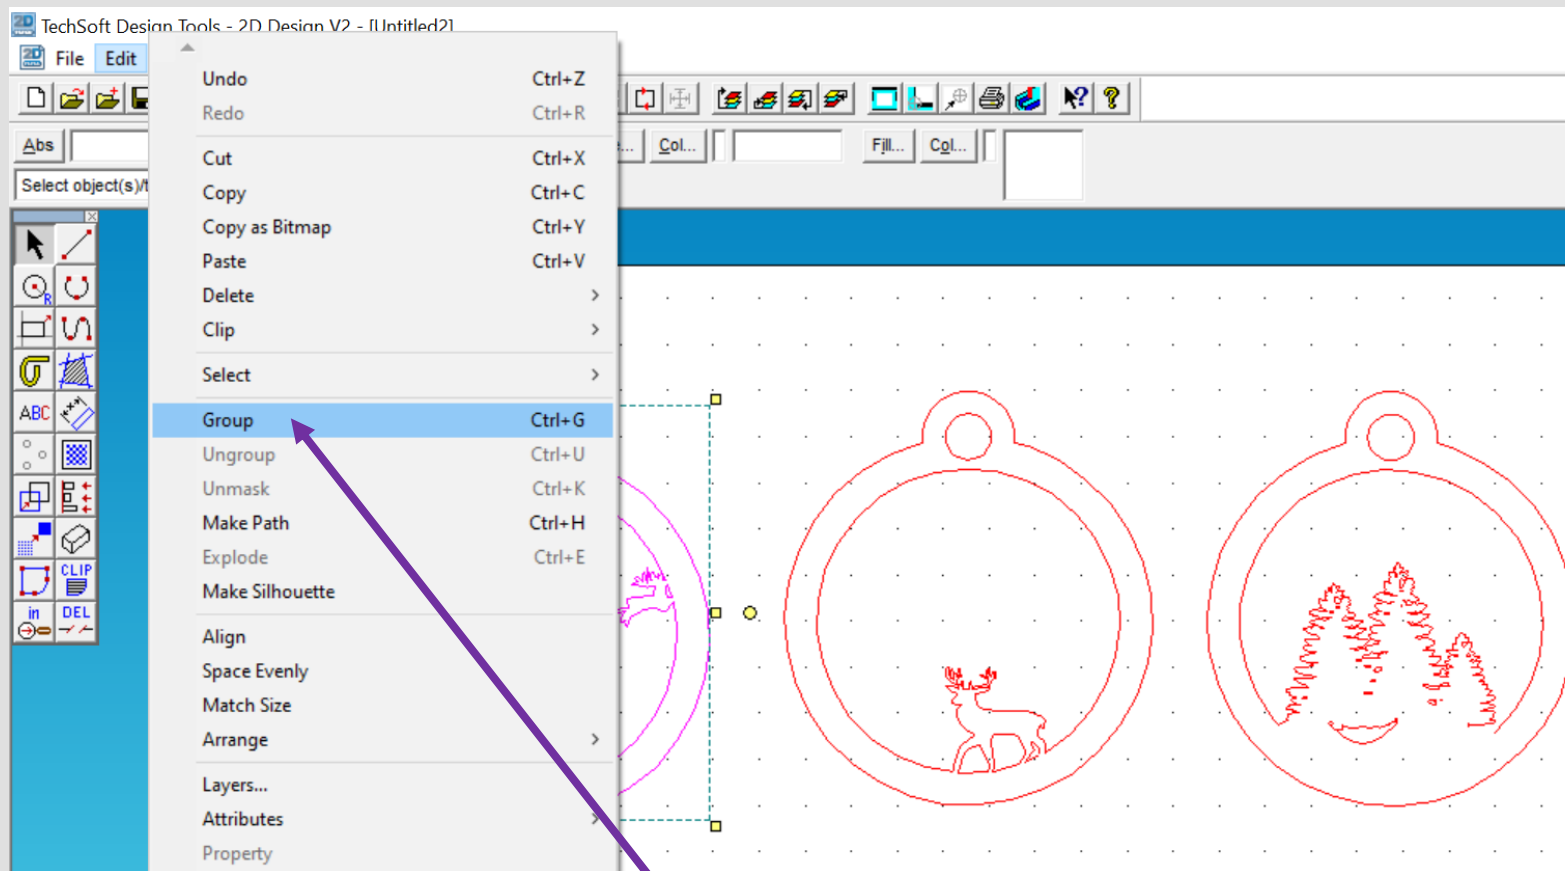 TechSoft Design Tools - 2D Design V2 - [Untitled2]
File Edit
Undo Ctrl+Z
Redo Ctrl+R
Cut Ctrl+X
Copy Ctrl+C
Copy as Bitmap Ctrl+Y
Paste Ctrl+V
Delete
Clip
Select
Group Ctrl+G
Ungroup Ctrl+U
Unmask Ctrl+K
Make Path Ctrl+H
Explode Ctrl+E
Make Silhouette
Align
Space Evenly
Match Size
Arrange
Layers...
Attributes
Property
Abs
Col... Fill... Col...
Select object(s)/t
R
ABC
CLIP
in DEL